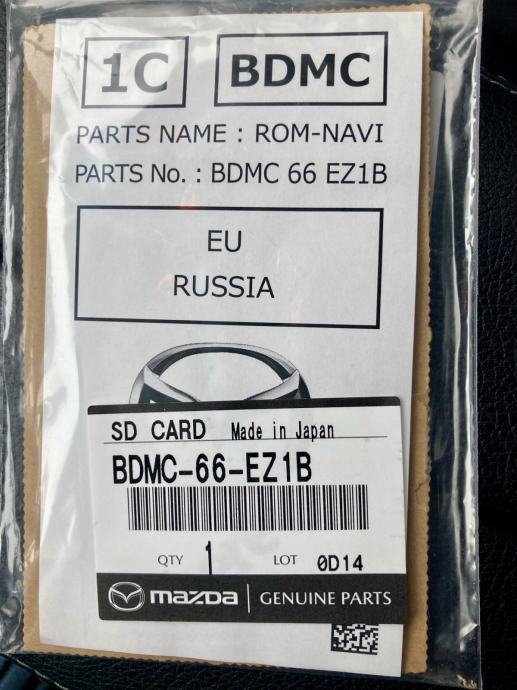 1C BDMC
PARTS NAME : ROM-NAVI
PARTS No. : BDMC 66 EZ1B
EU
RUSSIA
SD CARD Made in Japan
BDMC-66-EZ1B
QTY 1 LOT 0D14
mazda GENUINE PARTS